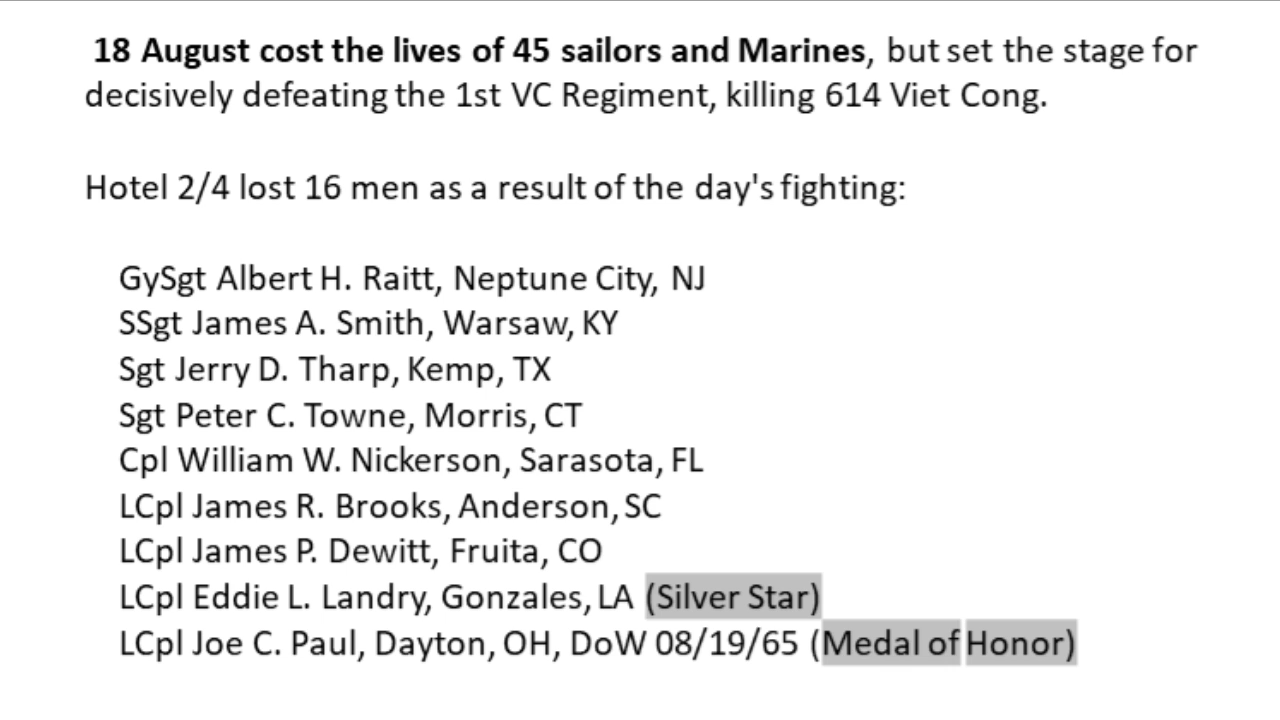 18 August cost the lives of 45 sailors and Marines, but set the stage for
decisively defeating the 1st VC Regiment, killing 614 Viet Cong.
Hotel 2/4 lost 16 men as a result of the day's fighting:
GySgt Albert H. Raitt, Neptune City, NJ
SSgt James A. Smith, Warsaw, KY
Sgt Jerry D. Tharp, Kemp, TX
Sgt Peter C. Towne, Morris, CT
Cpl William W. Nickerson, Sarasota, FL
LCpl James R. Brooks, Anderson, SC
LCpl James P. Dewitt, Fruita, CO
LCpl Eddie L. Landry, Gonzales, LA (Silver Star)
LCpl Joe C. Paul, Dayton, OH, DoW 08/19/65 (Medal of Honor)